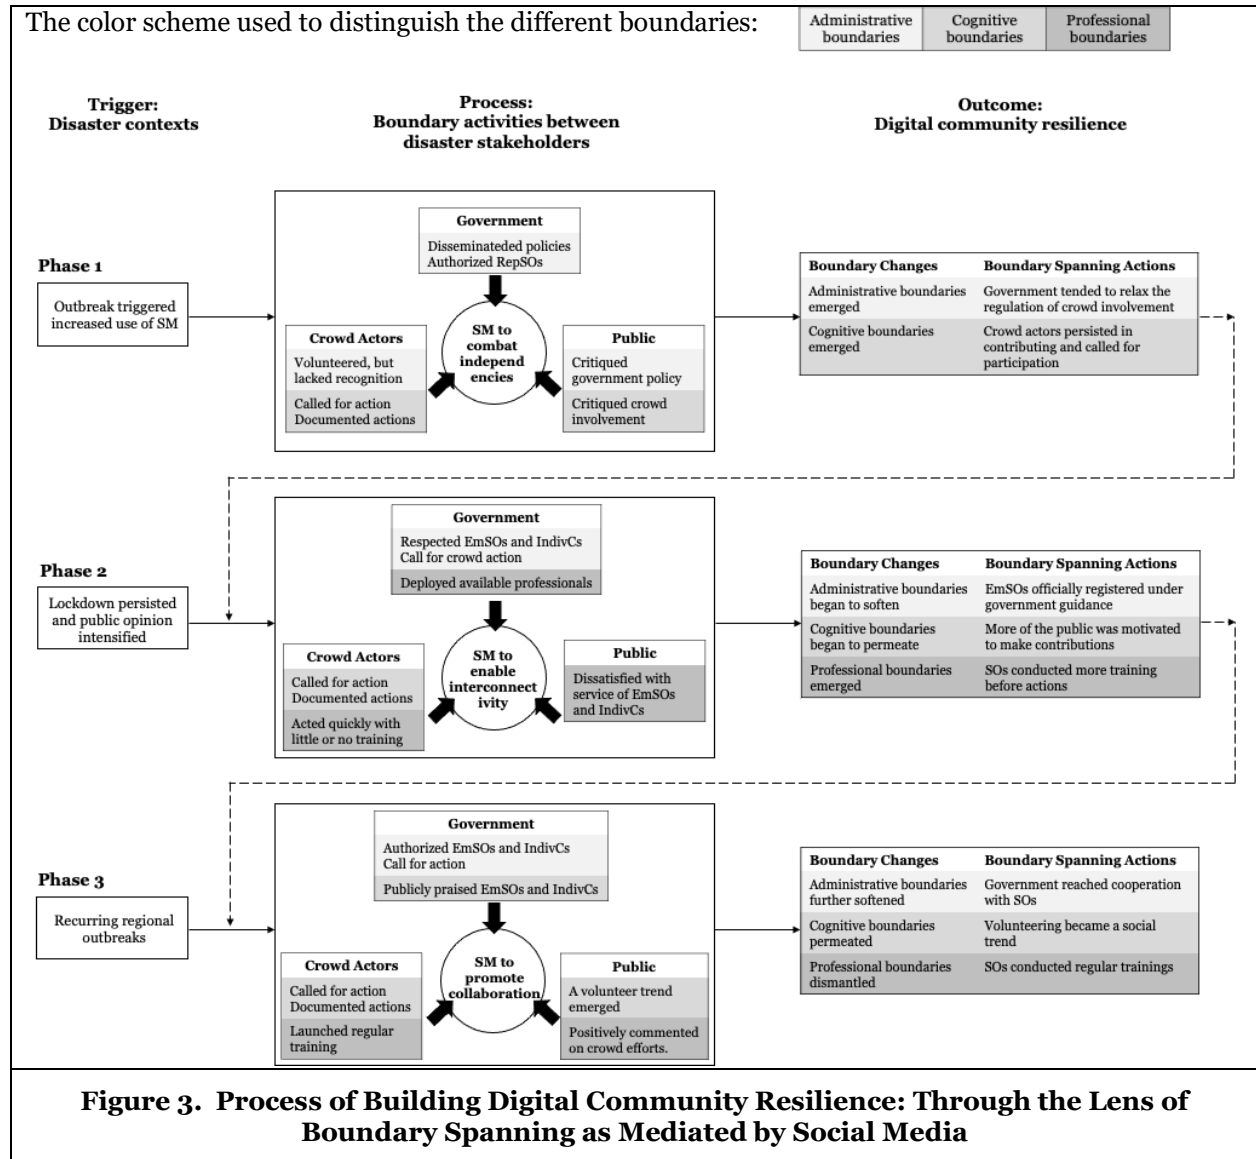 The color scheme used to distinguish the different boundaries:
Administrative
boundaries
Cognitive
boundaries
Professional
boundaries
Trigger:
Disaster contexts
Process:
Boundary activities between
disaster stakeholders
Outcome:
Digital community resilience
Phase 1
Outbreak triggered
increased use of SM
Government
Disseminateded policies
Authorized RepSOs
Crowd Actors
Volunteered, but
lacked recognition
Called for action
Documented actions
SM to
combat
independ
encies
Public
Critiqued
government policy
Critiqued crowd
involvement
Boundary Changes
Boundary Spanning Actions
Administrative boundaries
emerged
Government tended to relax the
regulation of crowd involvement
Cognitive boundaries
emerged
Crowd actors persisted in
contributing and called for
participation
Phase 2
Lockdown persisted
and public opinion
intensified
Government
Respected EmSOs and IndivCs
Call for crowd action
Deployed available professionals
Crowd Actors
Called for action
Documented actions
Acted quickly with
little or no training
SM to
enable
interconnect
ivity
Public
Dissatisfied with
service of EmSOs
and IndivCs
Boundary Changes
Boundary Spanning Actions
Administrative boundaries
began to soften
EmSOs officially registered under
government guidance
Cognitive boundaries
began to permeate
More of the public was motivated
to make contributions
Professional boundaries
emerged
SOs conducted more training
before actions
Phase 3
Recurring regional
outbreaks
Government
Authorized EmSOs and IndivCs
Call for action
Publicly praised EmSOs and IndivCs
Crowd Actors
Called for action
Documented actions
Launched regular
training
SM to
promote
collaboration
Public
A volunteer trend
emerged
Positively commented
on crowd efforts.
Boundary Changes
Boundary Spanning Actions
Administrative boundaries
further softened
Government reached cooperation
with SOs
Cognitive boundaries
permeated
Volunteering became a social
trend
Professional boundaries
dismantled
SOs conducted regular trainings
Figure 3. Process of Building Digital Community Resilience: Through the Lens of
Boundary Spanning as Mediated by Social Media